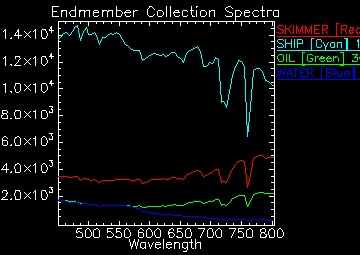 Endmember Collection Spectra
1.4×10⁴
1.2×10⁴
1.0×10⁴
8.0×10³
6.0×10³
4.0×10³
2.0×10³
500 550 600 650 700 750 800
Wavelength
SKIMMER [Red
SHIP [Cyan] 1
OIL [Green] 3
WATER [Blue]